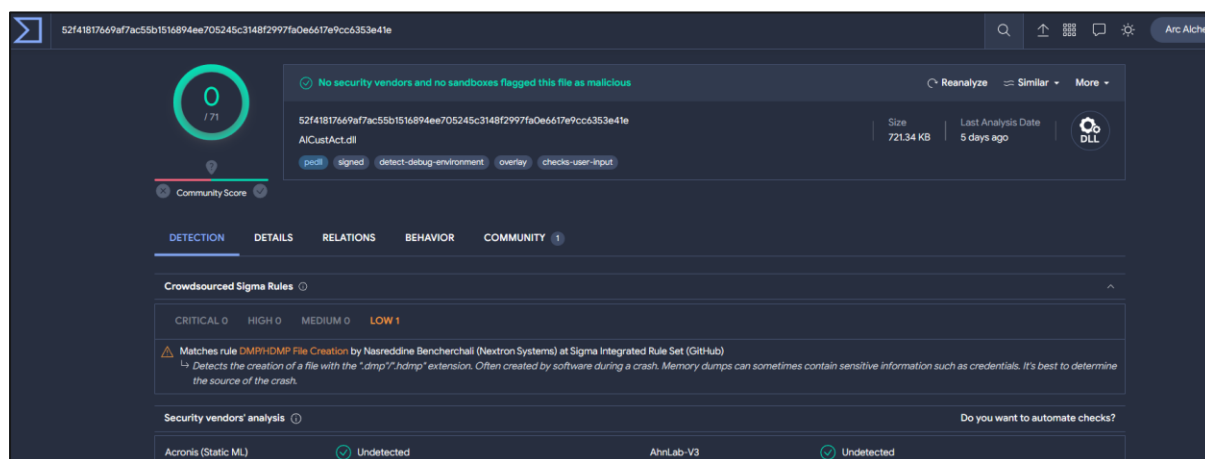 52f41817669af7ac55b1516894ee705245c3148f2997fa0e6617e9cc6353e41e
Arc Alche
0
/ 71
Community Score
No security vendors and no sandboxes flagged this file as malicious
Reanalyze
Similar
More
52f41817669af7ac55b1516894ee705245c3148f2997fa0e6617e9cc6353e41e
AICustAct.dll
pedll signed detect-debug-environment overlay checks-user-input
Size
721.34 KB
Last Analysis Date
5 days ago
DLL
DETECTION DETAILS RELATIONS BEHAVIOR COMMUNITY 1
Crowdsourced Sigma Rules
CRITICAL 0 HIGH 0 MEDIUM 0 LOW 1
Matches rule DMP/HDMP File Creation by Nasreddine Bencherchali (Nextron Systems) at Sigma Integrated Rule Set (GitHub)
Detects the creation of a file with the ".dmp"/".hdmp" extension. Often created by software during a crash. Memory dumps can sometimes contain sensitive information such as credentials. It's best to determine
the source of the crash.
Security vendors' analysis
Do you want to automate checks?
Acronis (Static ML) Undetected AhnLab-V3 Undetected